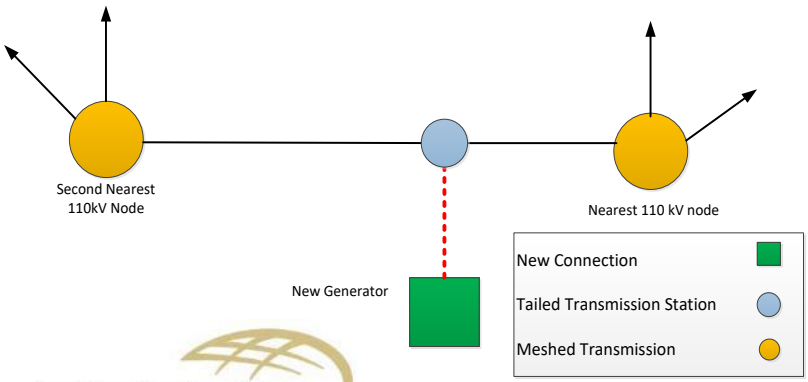 Second Nearest
110kV Node
Nearest 110 kV node
New Generator
New Connection
Tailed Transmission Station
Meshed Transmission